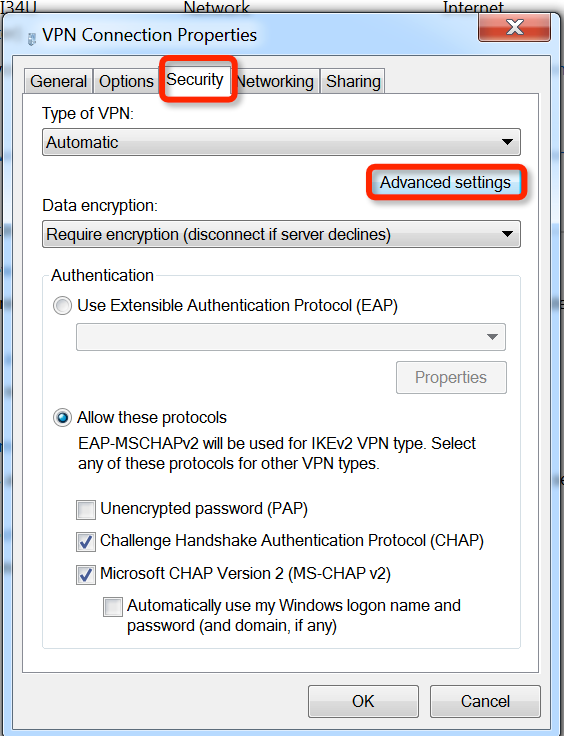 I34U Network Internet
VPN Connection Properties
General Options Security Networking Sharing
Type of VPN:
Automatic
Advanced settings
Data encryption:
Require encryption (disconnect if server declines)
Authentication
Use Extensible Authentication Protocol (EAP)
Properties
Allow these protocols
EAP-MSCHAPv2 will be used for IKEv2 VPN type. Select
any of these protocols for other VPN types.
Unencrypted password (PAP)
Challenge Handshake Authentication Protocol (CHAP)
Microsoft CHAP Version 2 (MS-CHAP v2)
Automatically use my Windows logon name and
password (and domain, if any)
OK Cancel